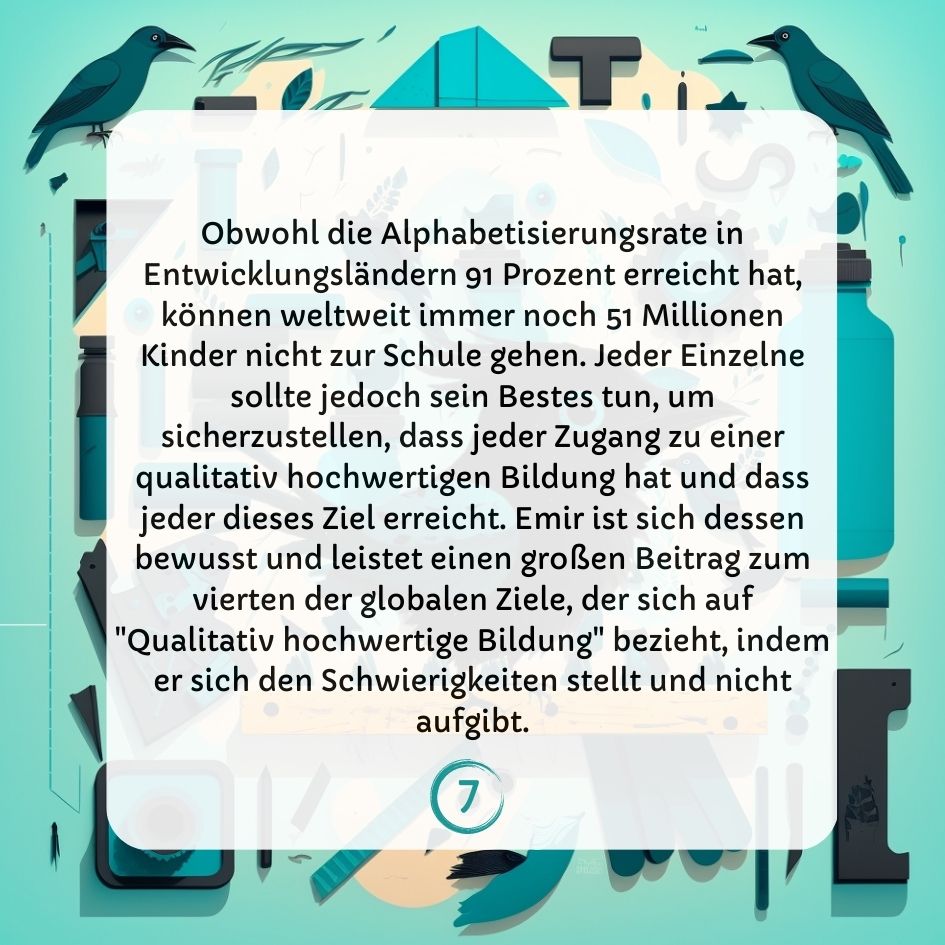 Obwohl die Alphabetisierungsrate in
Entwicklungsländern 91 Prozent erreicht hat,
können weltweit immer noch 51 Millionen
Kinder nicht zur Schule gehen. Jeder Einzelne
sollte jedoch sein Bestes tun, um
sicherzustellen, dass jeder Zugang zu einer
qualitativ hochwertigen Bildung hat und dass
jeder dieses Ziel erreicht. Emir ist sich dessen
bewusst und leistet einen großen Beitrag zum
vierten der globalen Ziele, der sich auf
"Qualitativ hochwertige Bildung" bezieht, indem
er sich den Schwierigkeiten stellt und nicht
aufgibt.
7